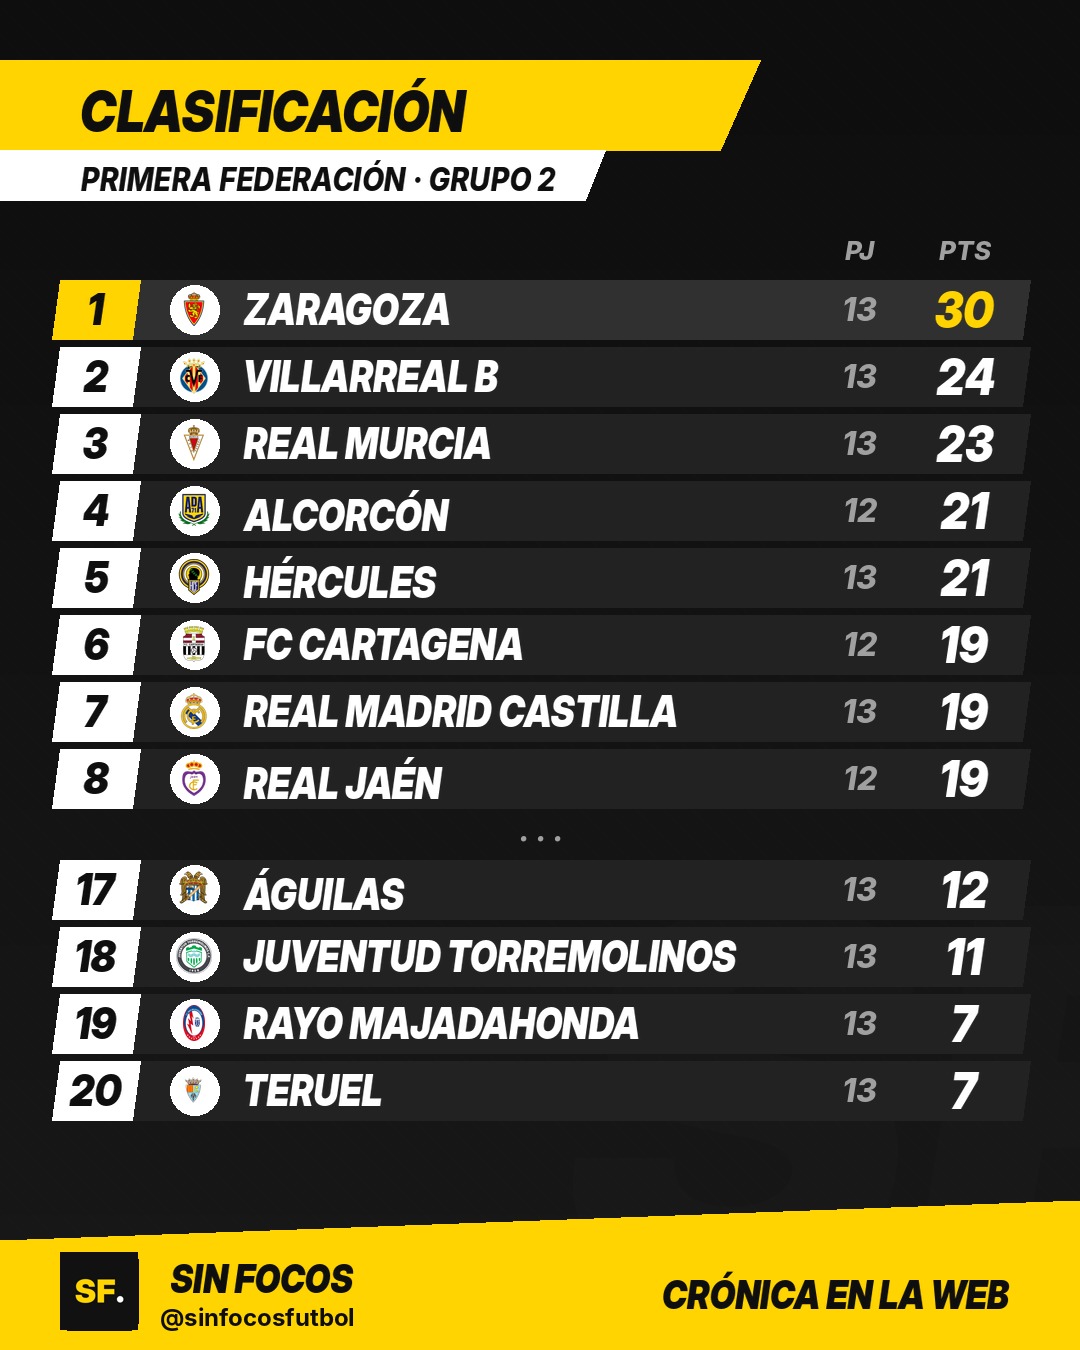 CLASIFICACIÓN
PRIMERA FEDERACIÓN · GRUPO 2
PJ PTS
1 ZARAGOZA 13 30
2 VILLARREAL B 13 24
3 REAL MURCIA 13 23
4 ALCORCÓN 12 21
5 HÉRCULES 13 21
6 FC CARTAGENA 12 19
7 REAL MADRID CASTILLA 13 19
8 REAL JAÉN 12 19
...
17 ÁGUILAS 13 12
18 JUVENTUD TORREMOLINOS 13 11
19 RAYO MAJADAHONDA 13 7
20 TERUEL 13 7
SF. SIN FOCOS
@sinfocosfutbol
CRÓNICA EN LA WEB